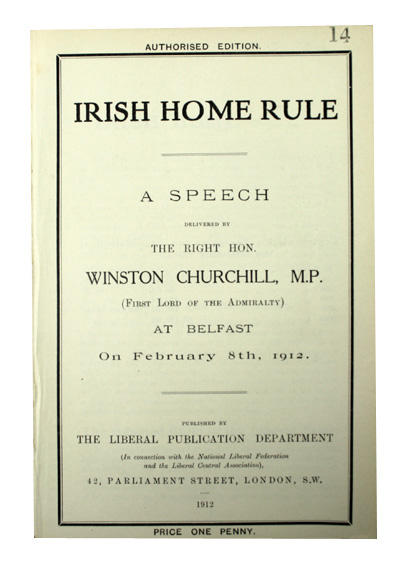 14
AUTHORISED EDITION.
IRISH HOME RULE
A SPEECH
DELIVERED BY
THE RIGHT HON.
WINSTON CHURCHILL, M.P.
(FIRST LORD OF THE ADMIRALTY)
AT BELFAST
On February 8th, 1912.
PUBLISHED BY
THE LIBERAL PUBLICATION DEPARTMENT
(In connection with the National Liberal Federation
and the Liberal Central Association),
42, PARLIAMENT STREET, LONDON, S.W.
1912
PRICE ONE PENNY.